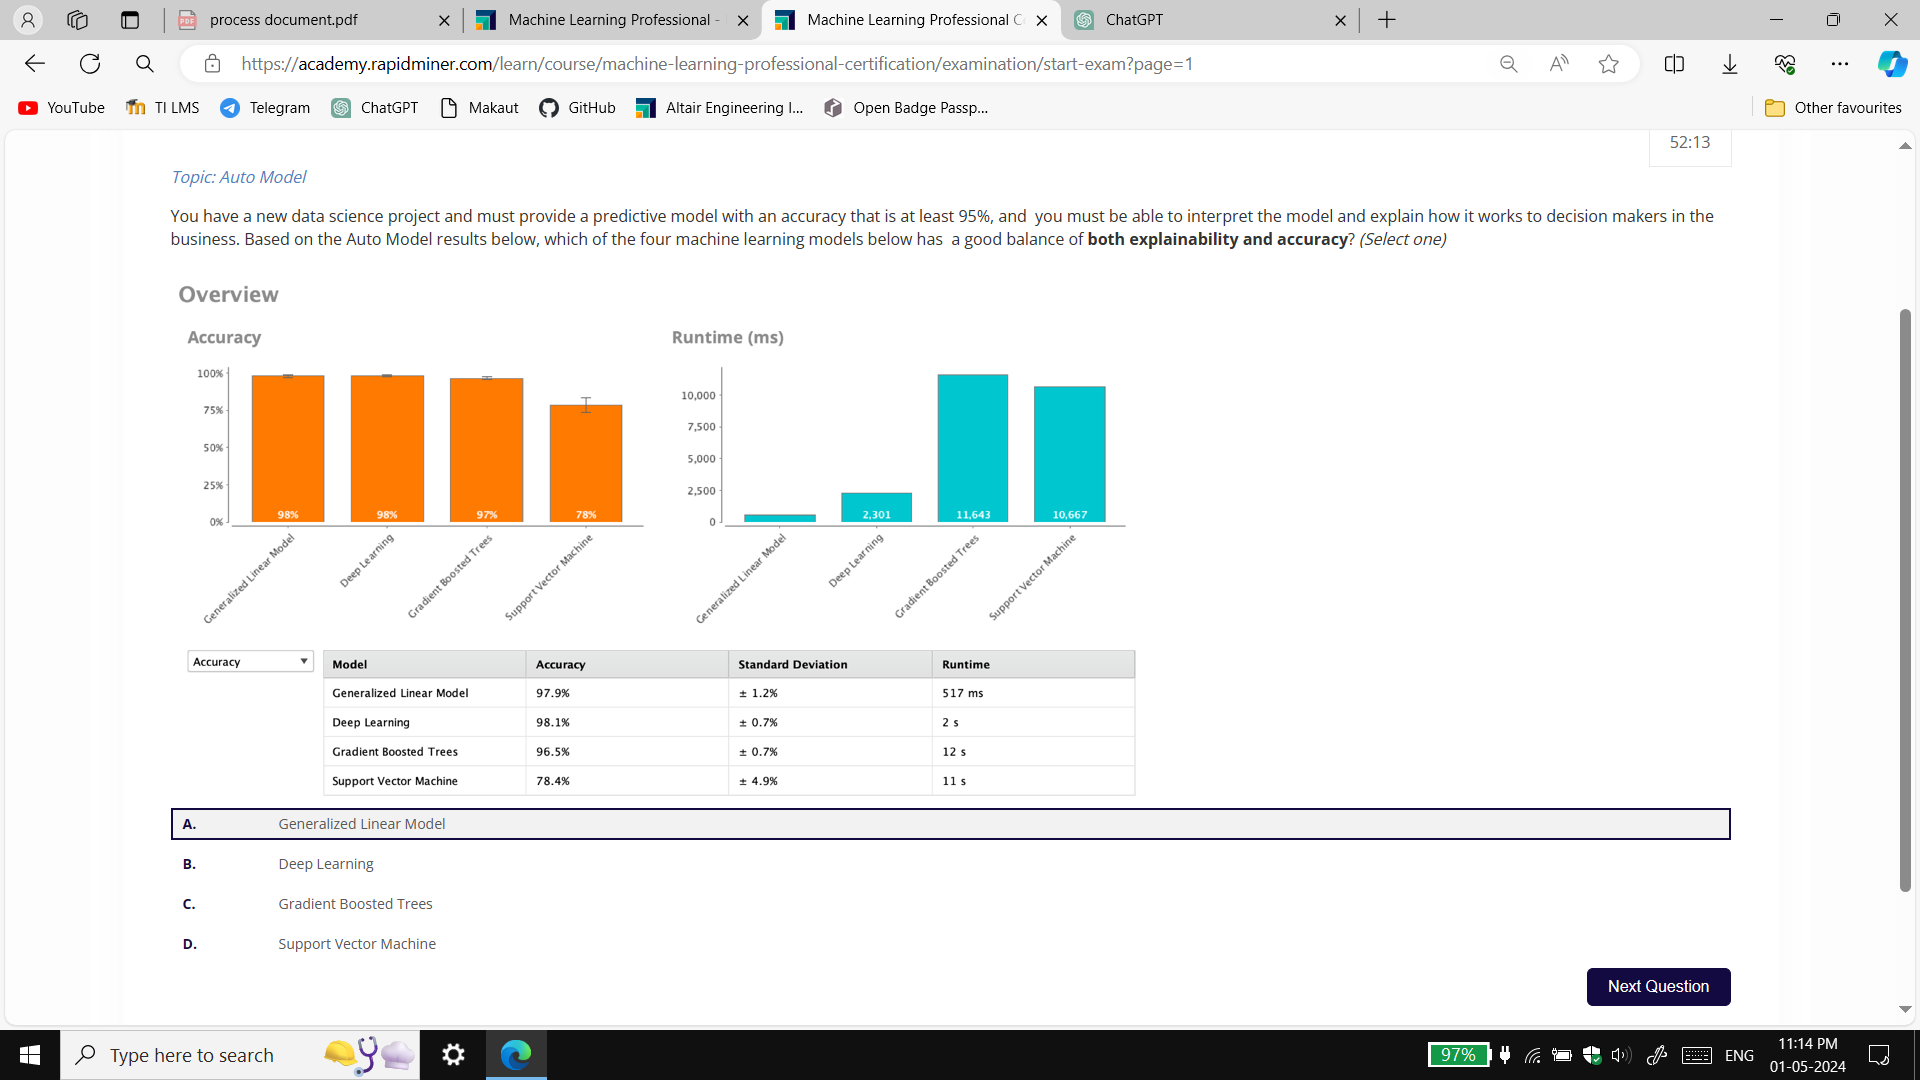 process document.pdf
Machine Learning Professional -
Machine Learning Professional C
ChatGPT
https://academy.rapidminer.com/learn/course/machine-learning-professional-certification/examination/start-exam?page=1
YouTube
TI LMS
Telegram
ChatGPT
Makaut
GitHub
Altair Engineering I...
Open Badge Passp...
Other favourites
52:13
Topic: Auto Model
You have a new data science project and must provide a predictive model with an accuracy that is at least 95%, and you must be able to interpret the model and explain how it works to decision makers in the
business. Based on the Auto Model results below, which of the four machine learning models below has a good balance of both explainability and accuracy? (Select one)
Overview
Accuracy
100%
75%
50%
25%
0%
98%
98%
97%
78%
Generalized Linear Model
Deep Learning
Gradient Boosted Trees
Support Vector Machine
Runtime (ms)
10,000
7,500
5,000
2,500
0
2,301
11,643
10,667
Generalized Linear Model
Deep Learning
Gradient Boosted Trees
Support Vector Machine
Accuracy
Model Accuracy Standard Deviation Runtime
Generalized Linear Model 97.9% ± 1.2% 517 ms
Deep Learning 98.1% ± 0.7% 2 s
Gradient Boosted Trees 96.5% ± 0.7% 12 s
Support Vector Machine 78.4% ± 4.9% 11 s
A. Generalized Linear Model
B. Deep Learning
C. Gradient Boosted Trees
D. Support Vector Machine
Next Question
Type here to search
97%
ENG
11:14 PM
01-05-2024